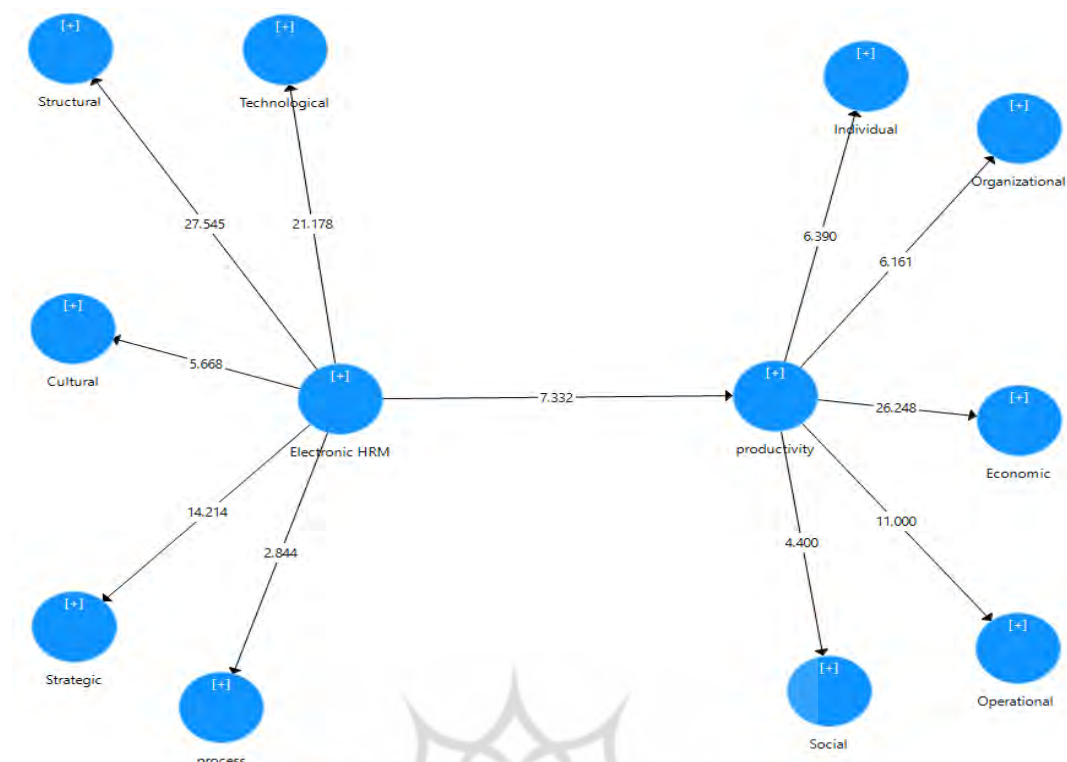 [+]
Structural
[+]
Technological
[+]
Individual
[+]
Organizational
27.545
21.178
6.390
6.161
[+]
Cultural
5.668
[+]
Electronic HRM
7.332
[+]
productivity
26.248
[+]
Economic
14.214
2.844
4.400
11.000
[+]
Strategic
[+]
process
[+]
Social
[+]
Operational